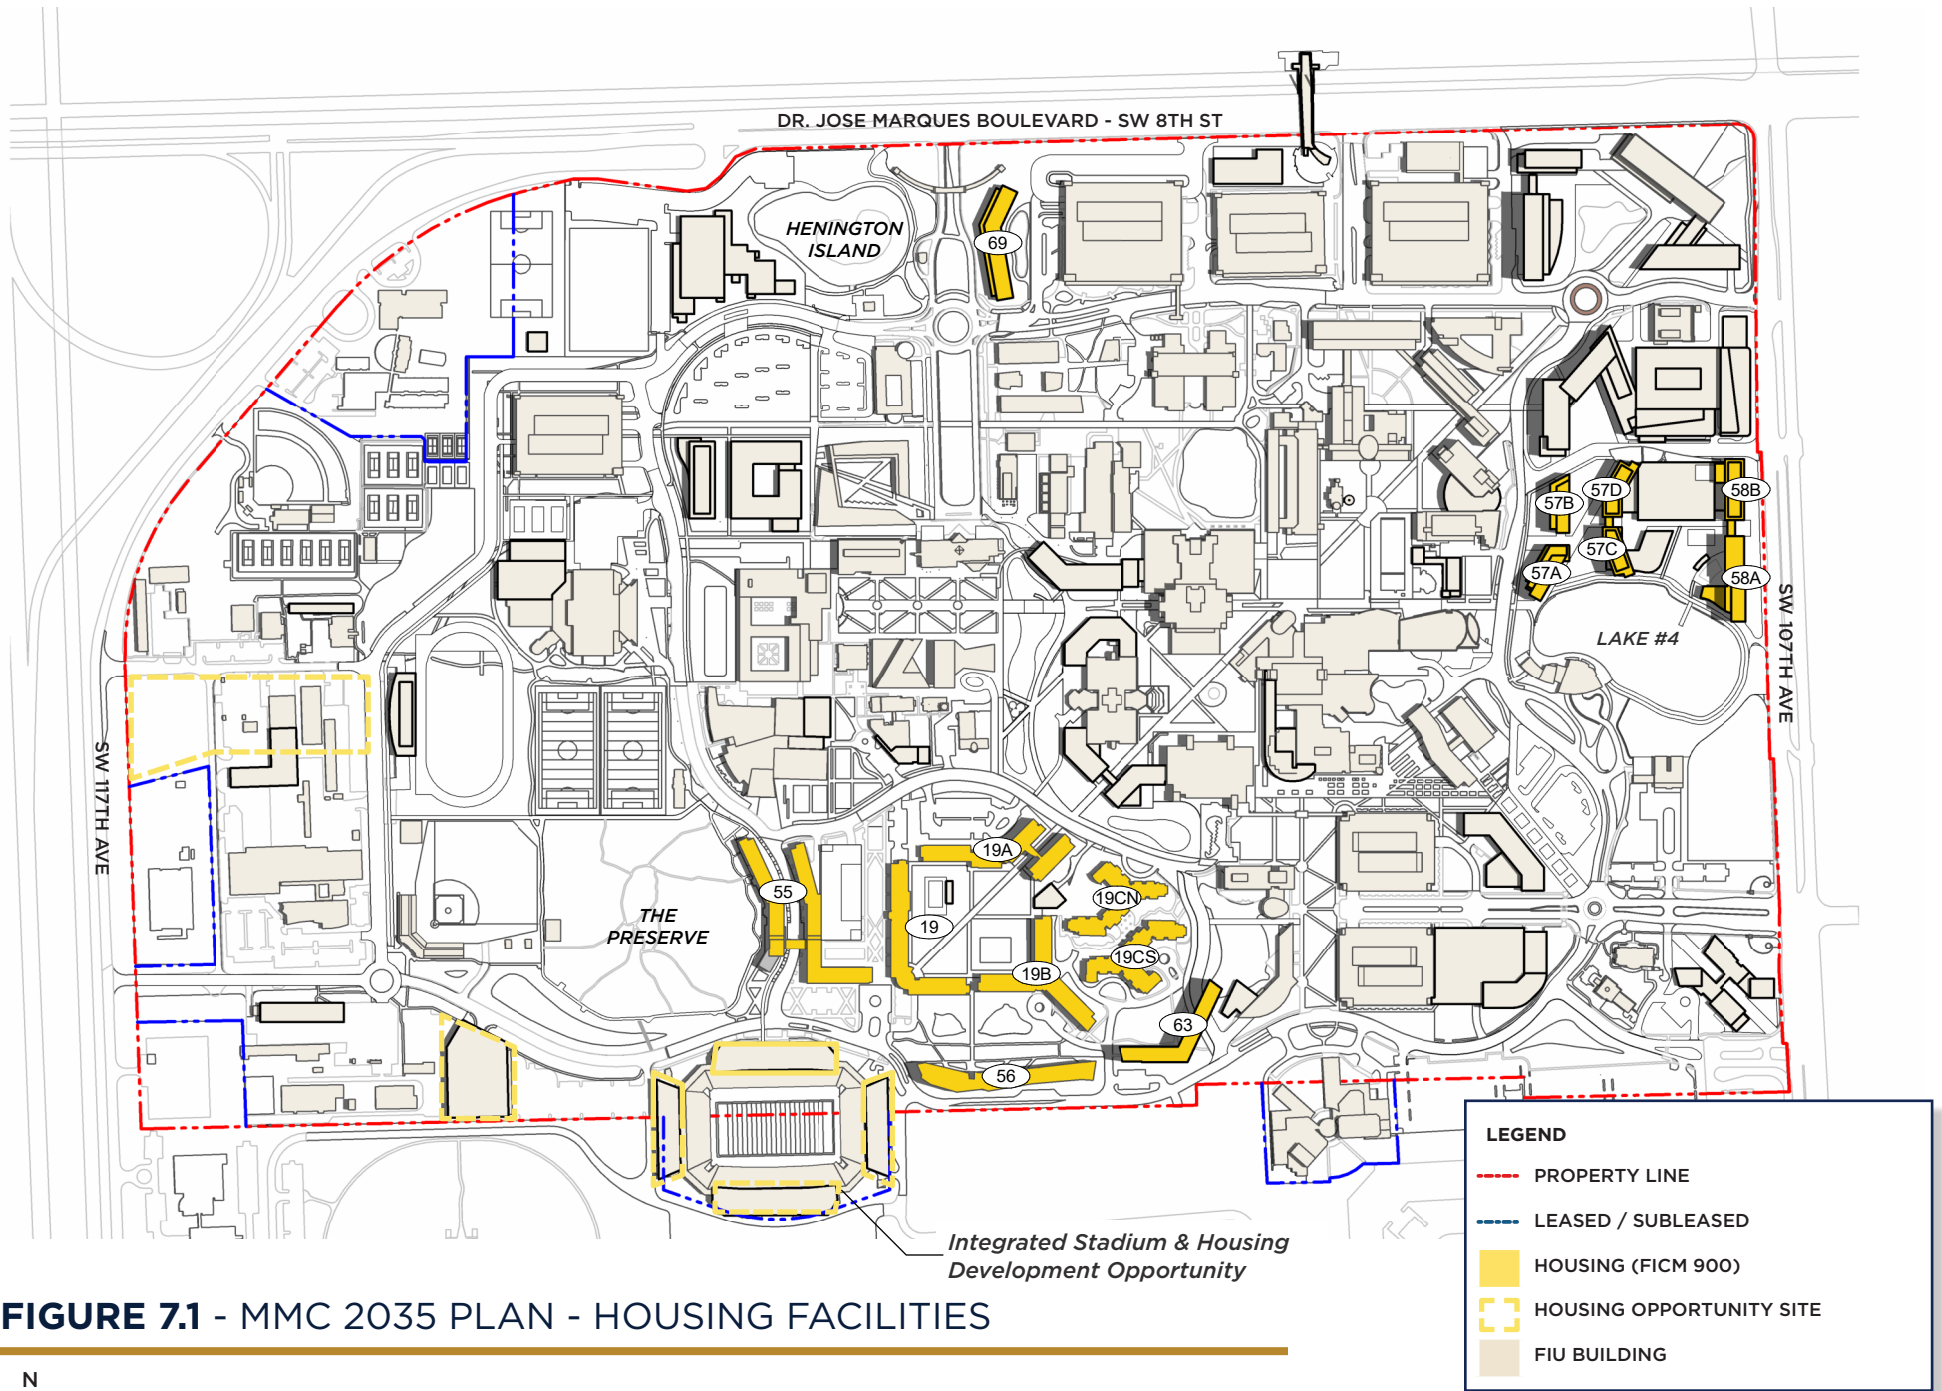 DR. JOSE MARQUES BOULEVARD - SW 8TH ST
HENINGTON
ISLAND
69
57B
57D
58B
57C
57A
58A
LAKE #4
SW 107TH AVE
SW 117TH AVE
19A
55
19CN
THE
PRESERVE
19
19CS
19B
63
56
Integrated Stadium & Housing
Development Opportunity
LEGEND
PROPERTY LINE
LEASED / SUBLEASED
HOUSING (FICM 900)
HOUSING OPPORTUNITY SITE
FIU BUILDING
FIGURE 7.1 - MMC 2035 PLAN - HOUSING FACILITIES
N